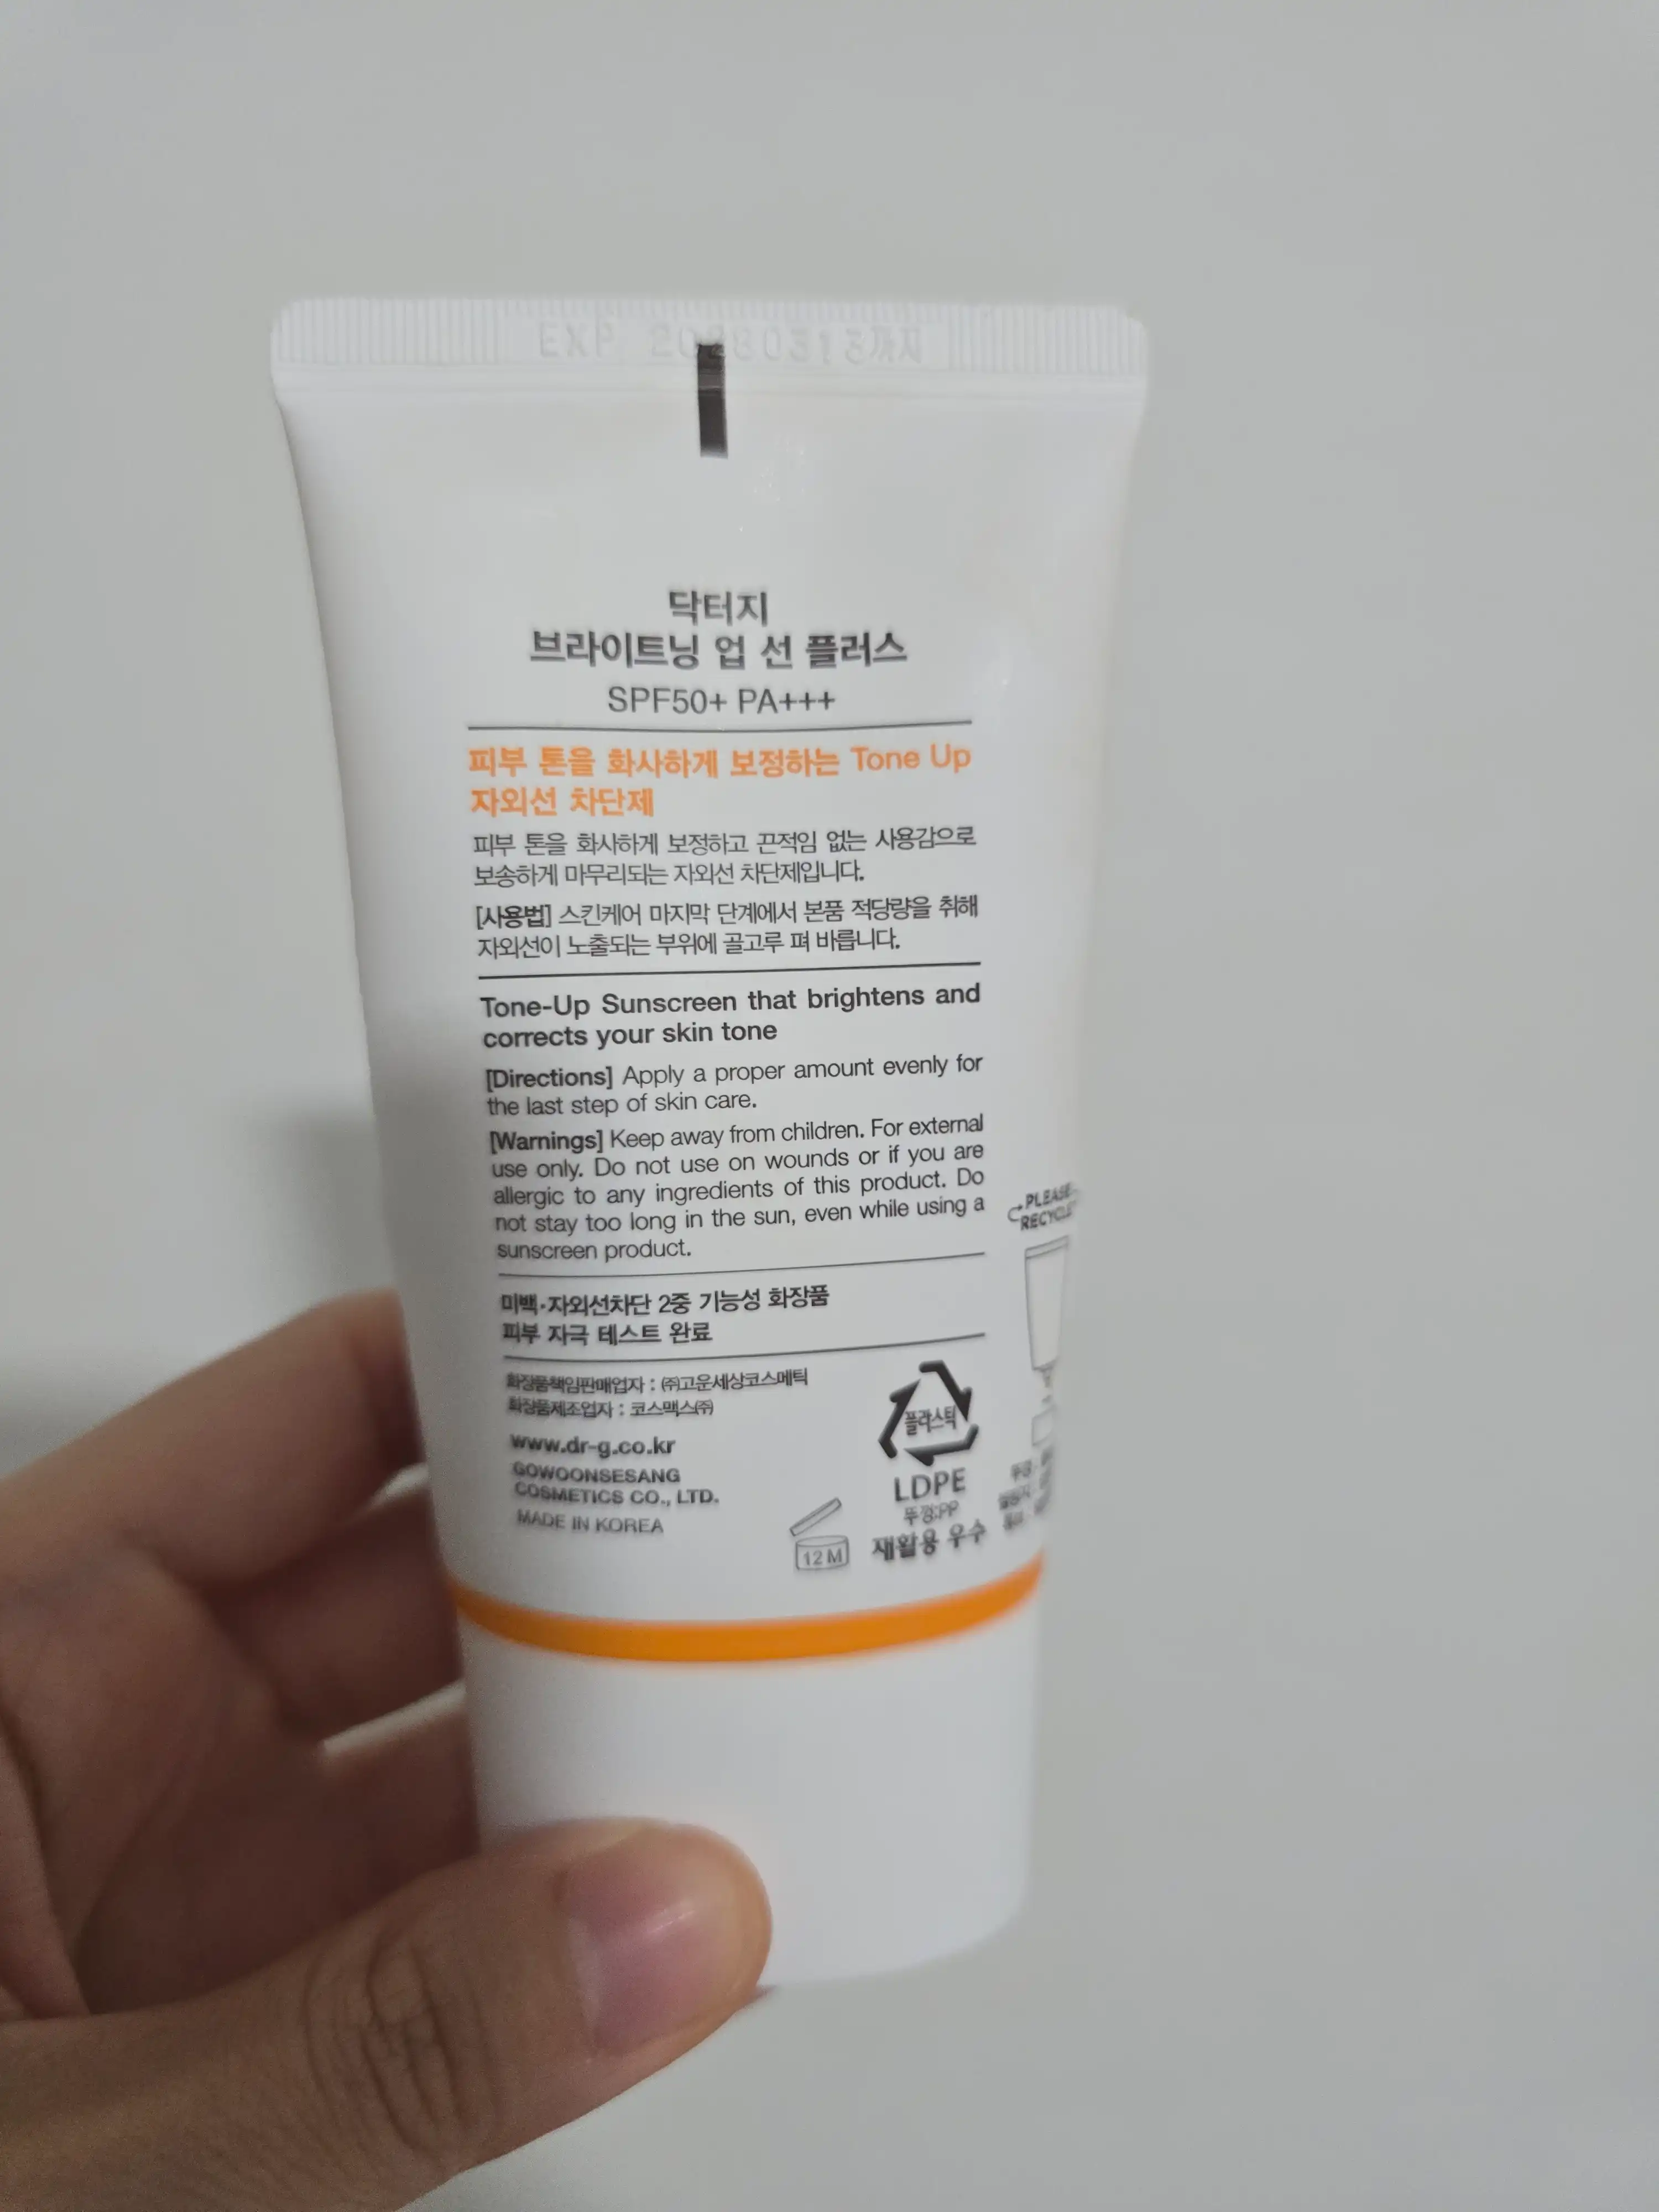 EXP 20280313까지
닥터지
브라이트닝 업 선 플러스
SPF50+ PA+++
피부 톤을 화사하게 보정하는 Tone Up
자외선 차단제
피부 톤을 화사하게 보정하고 끈적임 없는 사용감으로
보송하게 마무리되는 자외선 차단제입니다.
[사용법] 스킨케어 마지막 단계에서 본품 적당량을 취해
자외선이 노출되는 부위에 골고루 펴 바릅니다.
Tone-Up Sunscreen that brightens and
corrects your skin tone
[Directions] Apply a proper amount evenly for
the last step of skin care.
[Warnings] Keep away from children. For external
use only. Do not use on wounds or if you are
allergic to any ingredients of this product. Do
not stay too long in the sun, even while using a
sunscreen product.
미백·자외선차단 2중 기능성 화장품
피부 자극 테스트 완료
화장품책임판매업자 : ㈜고운세상코스메틱
화장품제조업자 : 코스맥스㈜
www.dr-g.co.kr
GOWOONSESANG
COSMETICS CO., LTD.
MADE IN KOREA
12 M
플라스틱
LDPE
뚜껑:PP
재활용 우수
PLEASE
RECYCLE